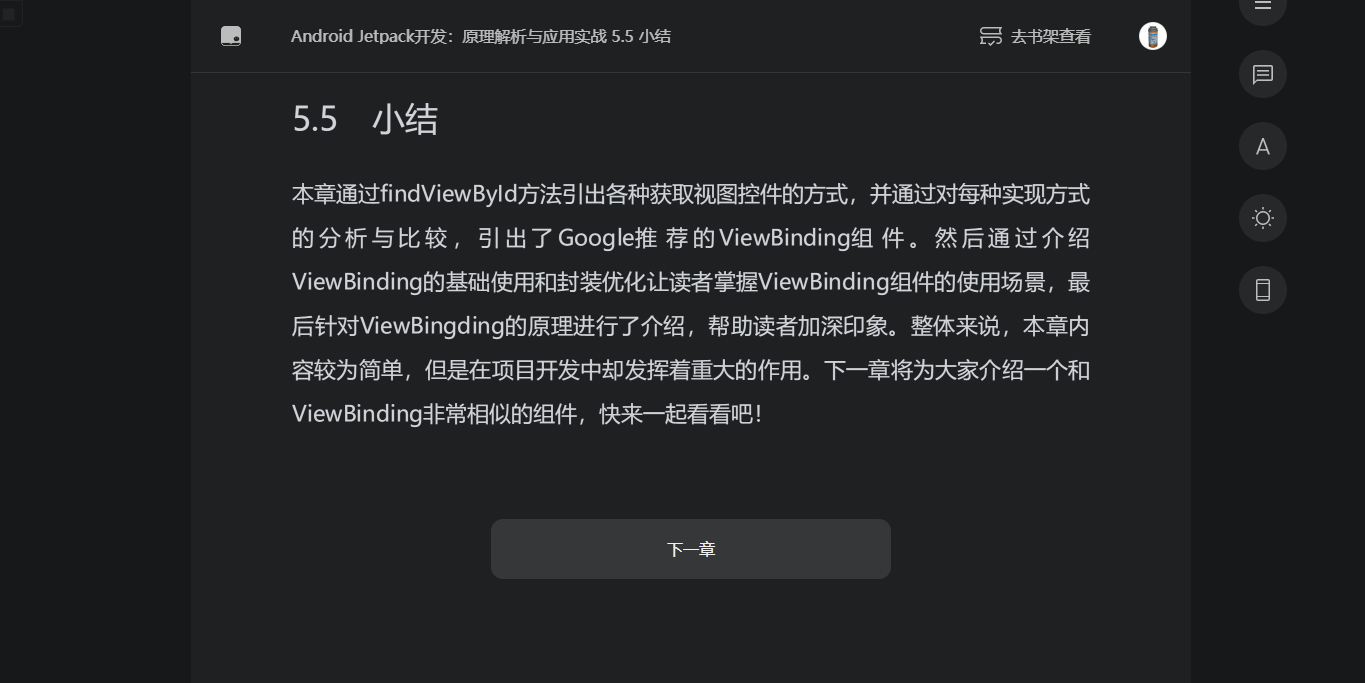 Android Jetpack开发：原理解析与应用实战 5.5 小结
去书架查看
5.5 小结
本章通过findViewById方法引出各种获取视图控件的方式，并通过对每种实现方式
的分析与比较，引出了Google推荐的ViewBinding组件。然后通过介绍
ViewBinding的基础使用和封装优化让读者掌握ViewBinding组件的使用场景，最
后针对ViewBingding的原理进行了介绍，帮助读者加深印象。整体来说，本章内
容较为简单，但是在项目开发中却发挥着重大的作用。下一章将为大家介绍一个和
ViewBinding非常相似的组件，快来一起看看吧！
下一章
A